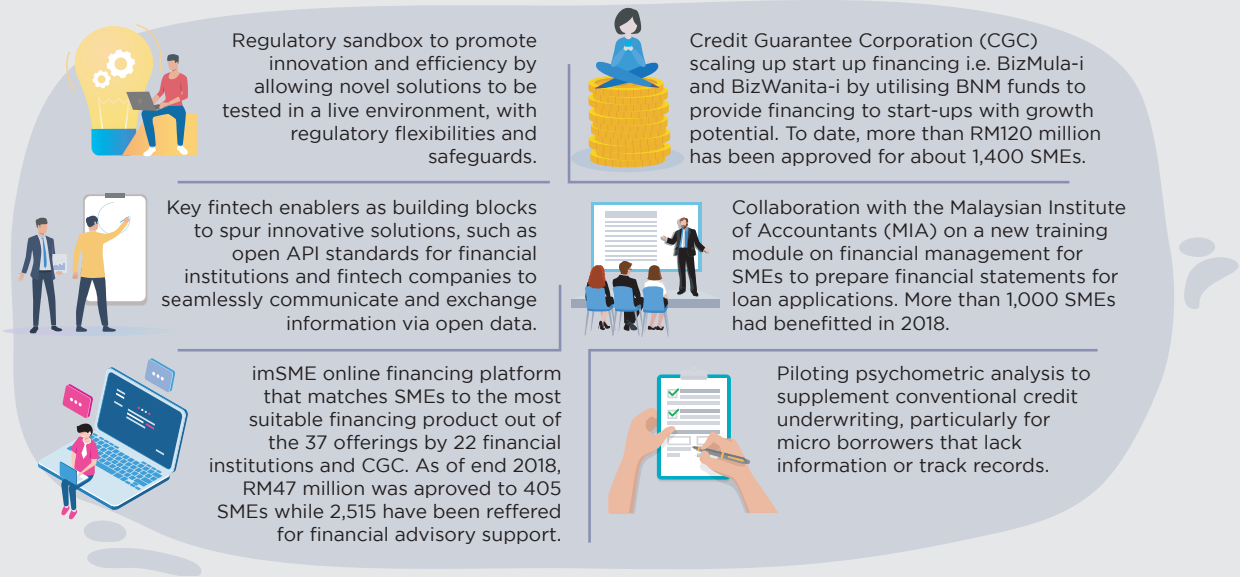 Regulatory sandbox to promote
innovation and efficiency by
allowing novel solutions to be
tested in a live environment, with
regulatory flexibilities and
safeguards.
Credit Guarantee Corporation (CGC)
scaling up start up financing i.e. BizMula-i
and BizWanita-i by utilising BNM funds to
provide financing to start-ups with growth
potential. To date, more than RM120 million
has been approved for about 1,400 SMEs.
Key fintech enablers as building blocks
to spur innovative solutions, such as
open API standards for financial
institutions and fintech companies to
seamlessly communicate and exchange
information via open data.
Collaboration with the Malaysian Institute
of Accountants (MIA) on a new training
module on financial management for
SMEs to prepare financial statements for
loan applications. More than 1,000 SMEs
had benefitted in 2018.
imSME online financing platform
that matches SMEs to the most
suitable financing product out of
the 37 offerings by 22 financial
institutions and CGC. As of end 2018,
RM47 million was aproved to 405
SMEs while 2,515 have been reffered
for financial advisory support.
Piloting psychometric analysis to
supplement conventional credit
underwriting, particularly for
micro borrowers that lack
information or track records.